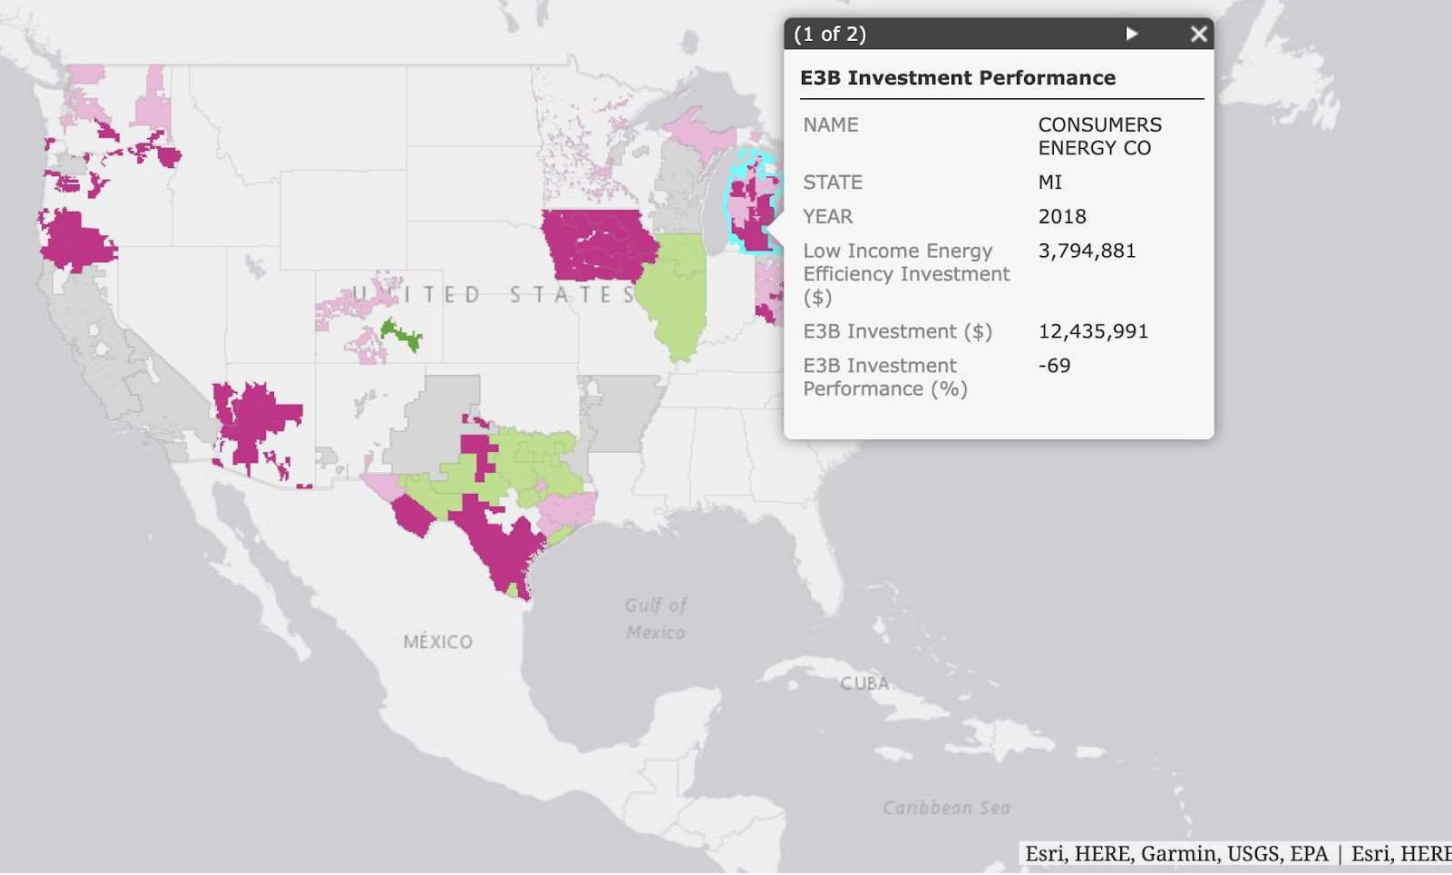 (1 of 2)
E3B Investment Performance
NAME CONSUMERS
ENERGY CO
STATE MI
YEAR 2018
Low Income Energy 3,794,881
Efficiency Investment
($)
E3B Investment ($) 12,435,991
E3B Investment -69
Performance (%)
UNITED STATES
Gulf of
Mexico
MÉXICO
CUBA
Caribbean Sea
Esri, HERE, Garmin, USGS, EPA | Esri, HERE